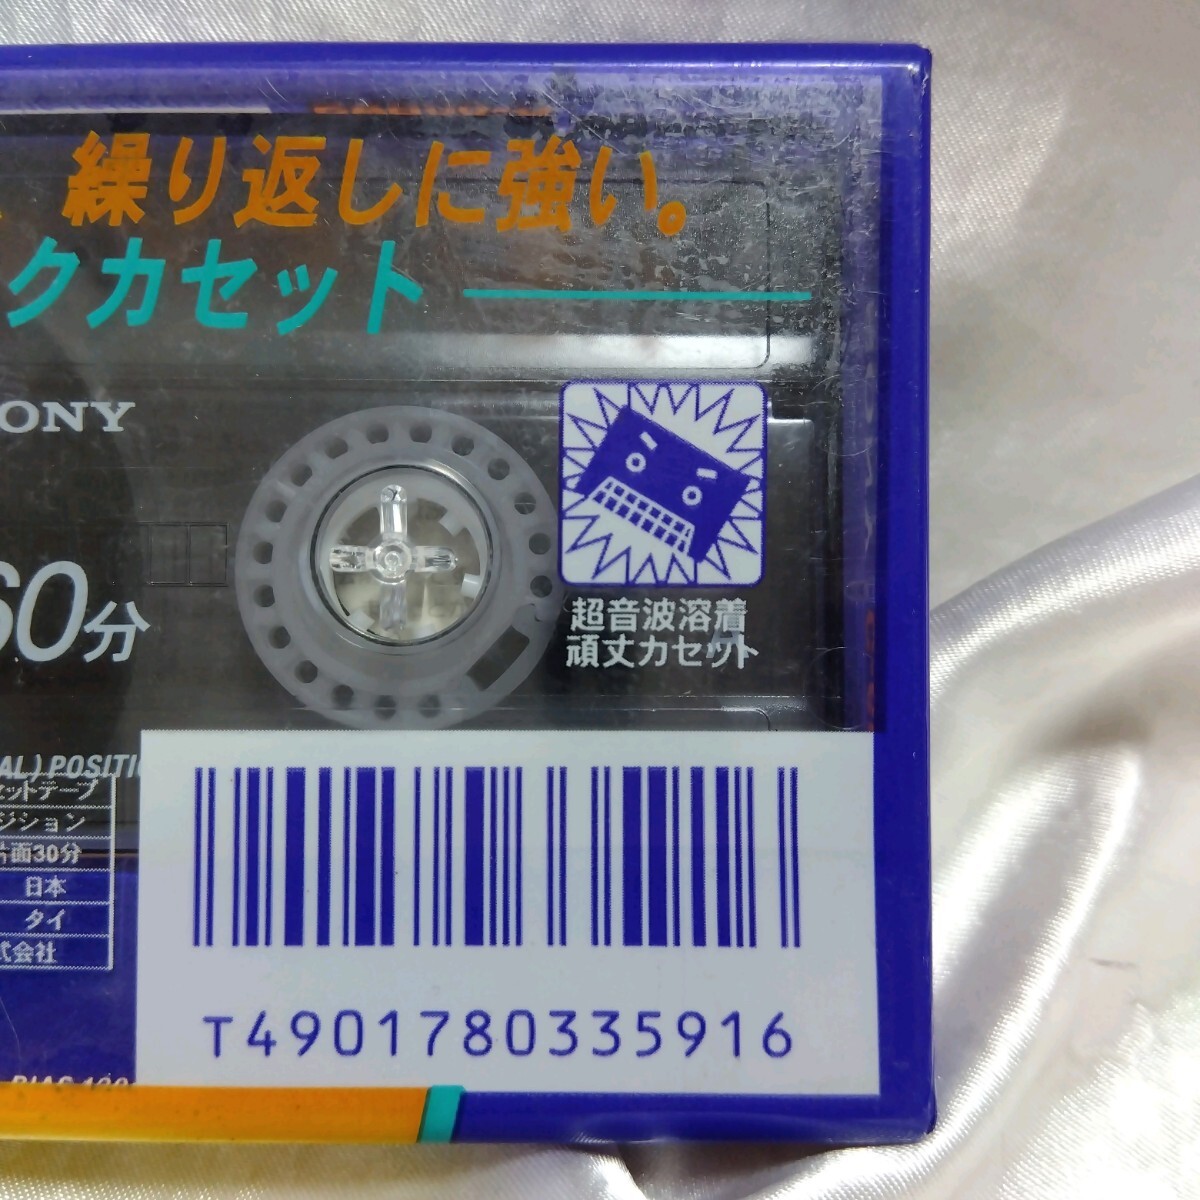 繰り返しに強い。
クカセット
SONY
60分
超音波溶着
頑丈カセット
AL) POSITI
セットテープ
ジション
片面30分
日本
タイ
式会社
T4901780335916